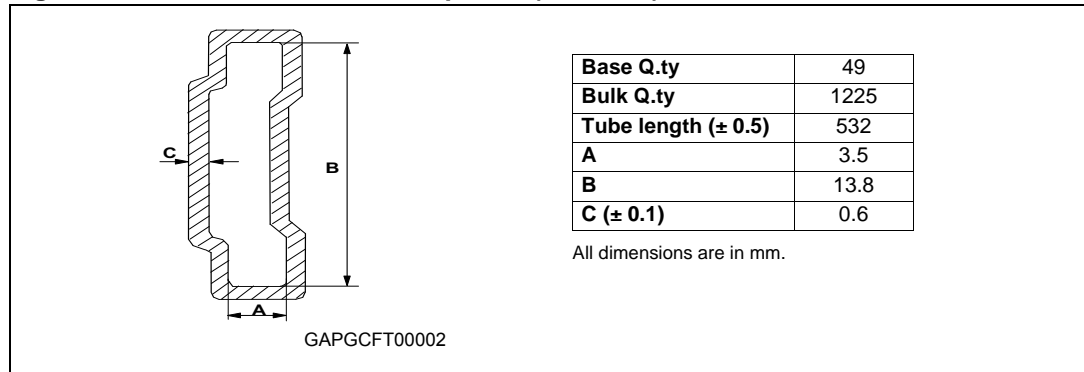 C
B
A
GAPGCFT00002
Base Q.ty 49
Bulk Q.ty 1225
Tube length (± 0.5) 532
A 3.5
B 13.8
C (± 0.1) 0.6
All dimensions are in mm.